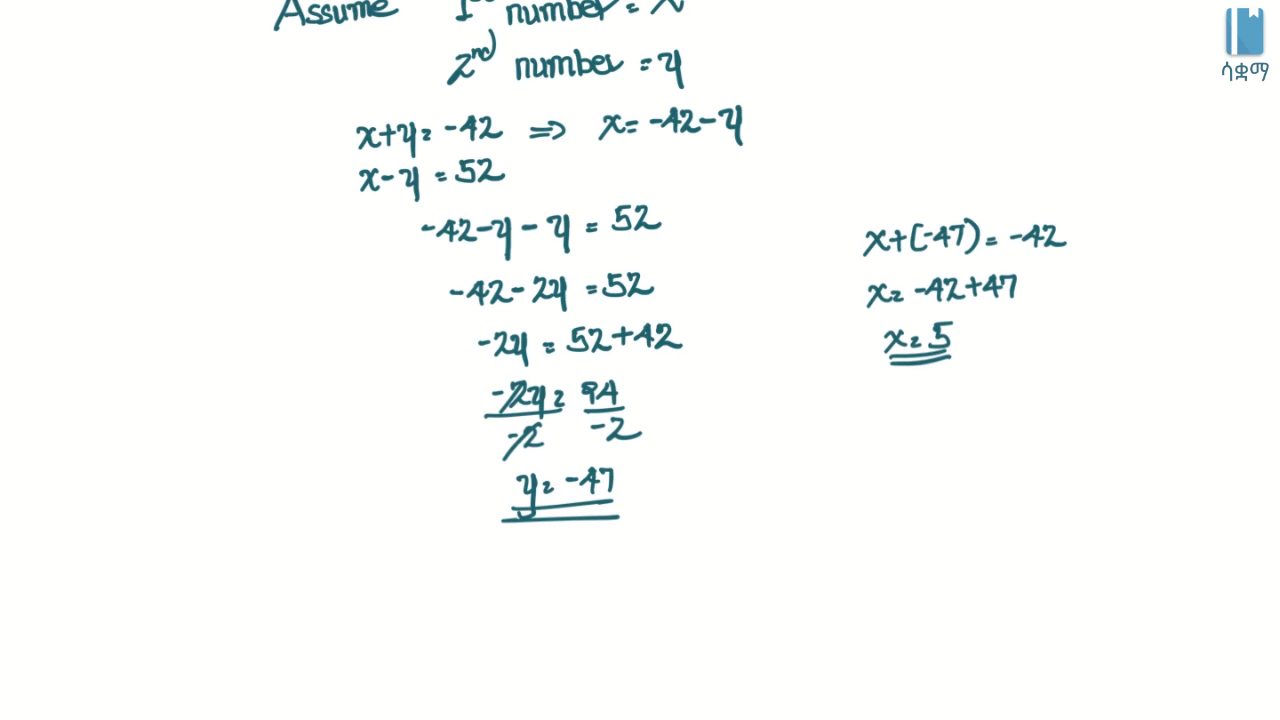 Assume 1st number = x
2nd number = y
x+y = -42 ⇒ x = -42-y
x-y = 52
-42-y-y = 52
-42-2y = 52
-2y = 52+42
-2y = 94
-2 -2
y = -47
x+(-47) = -42
x = -42+47
x = 5
ሳቋማ